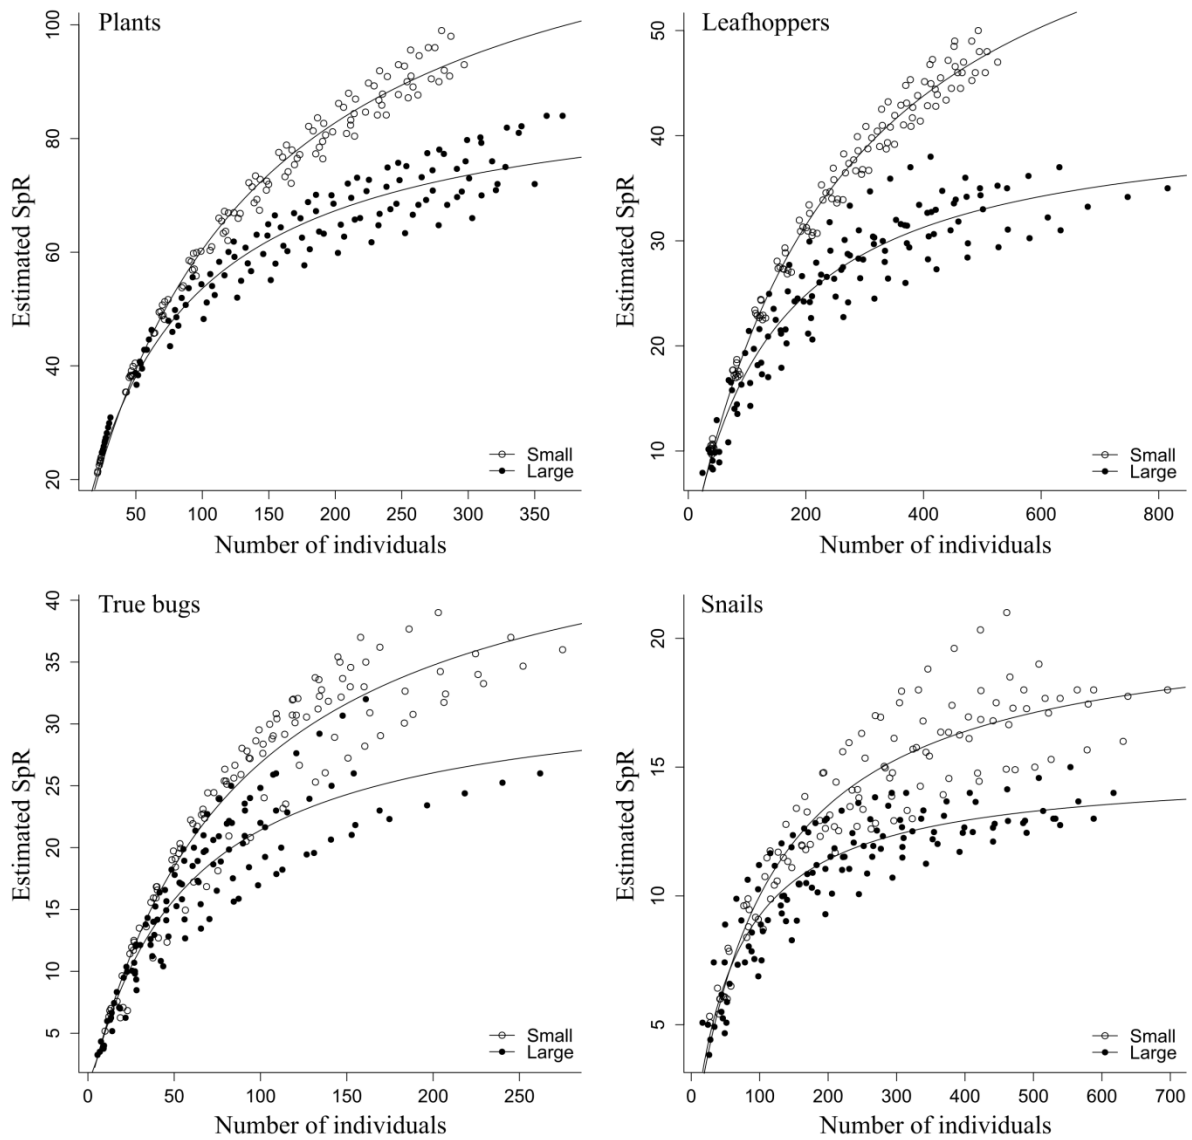 Plants
Estimated SpR
20 40 60 80 100
50 100 150 200 250 300 350
Number of individuals
Small
Large
Leafhoppers
Estimated SpR
10 20 30 40 50
0 200 400 600 800
Number of individuals
Small
Large
True bugs
Estimated SpR
5 10 15 20 25 30 35 40
0 50 100 150 200 250
Number of individuals
Small
Large
Snails
Estimated SpR
5 10 15 20
0 100 200 300 400 500 600 700
Number of individuals
Small
Large